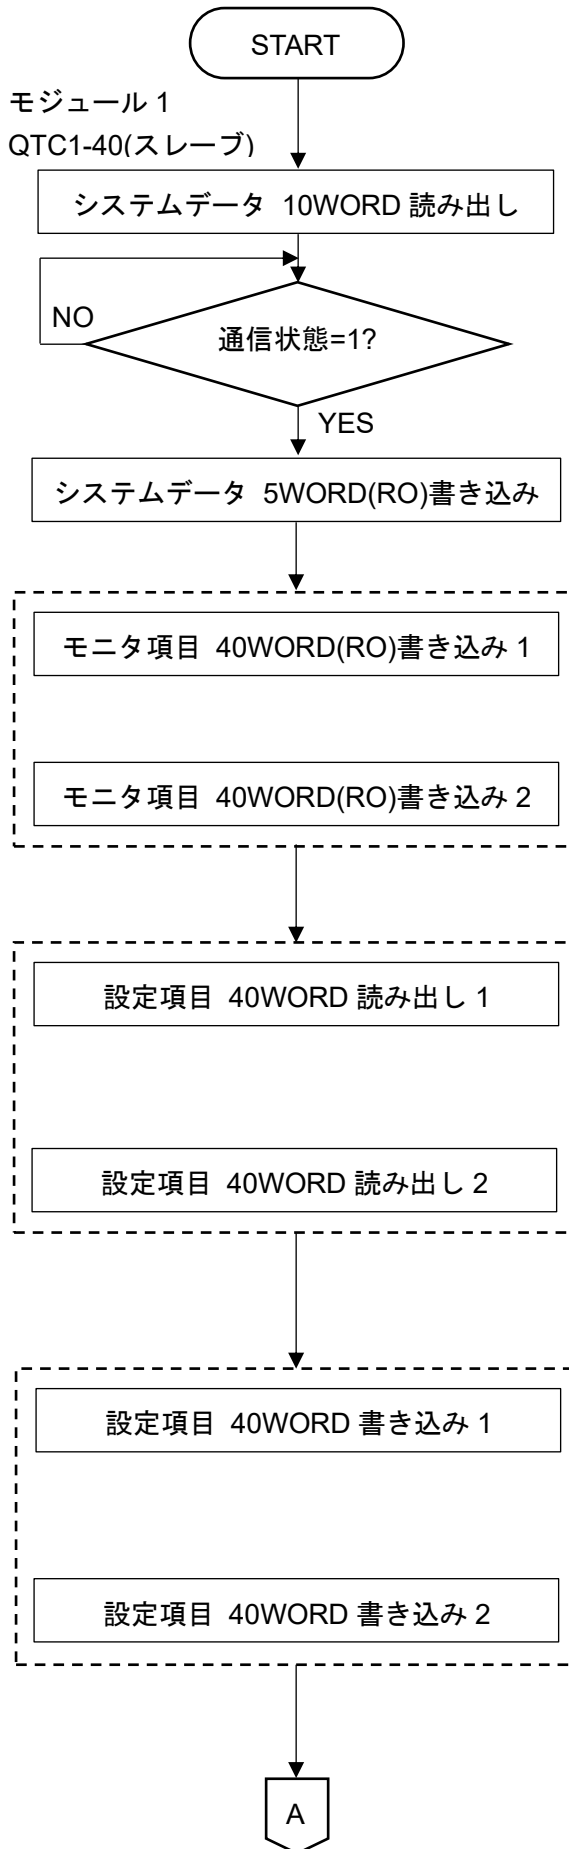 START
モジュール 1
QTC1-40(スレーブ)
システムデータ 10WORD 読み出し
NO
通信状態=1?
YES
システムデータ 5WORD(RO)書き込み
モニタ項目 40WORD(RO)書き込み 1
モニタ項目 40WORD(RO)書き込み 2
設定項目 40WORD 読み出し 1
設定項目 40WORD 読み出し 2
設定項目 40WORD 書き込み 1
設定項目 40WORD 書き込み 2
A